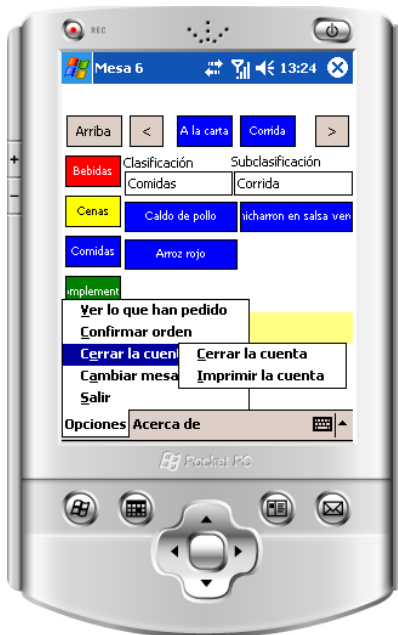 REC
Mesa 6 13:24
Arriba < A la carta Corrida >
Bebidas
Clasificación Subclasificación
Comidas Corrida
Cenas Caldo de pollo hicharron en salsa ver
Comidas Arroz rojo
mplement
Ver lo que han pedido
Confirmar orden
Cerrar la cuen Cerrar la cuenta
Cambiar mesa Imprimir la cuenta
Salir
Opciones Acerca de
Pocket PC